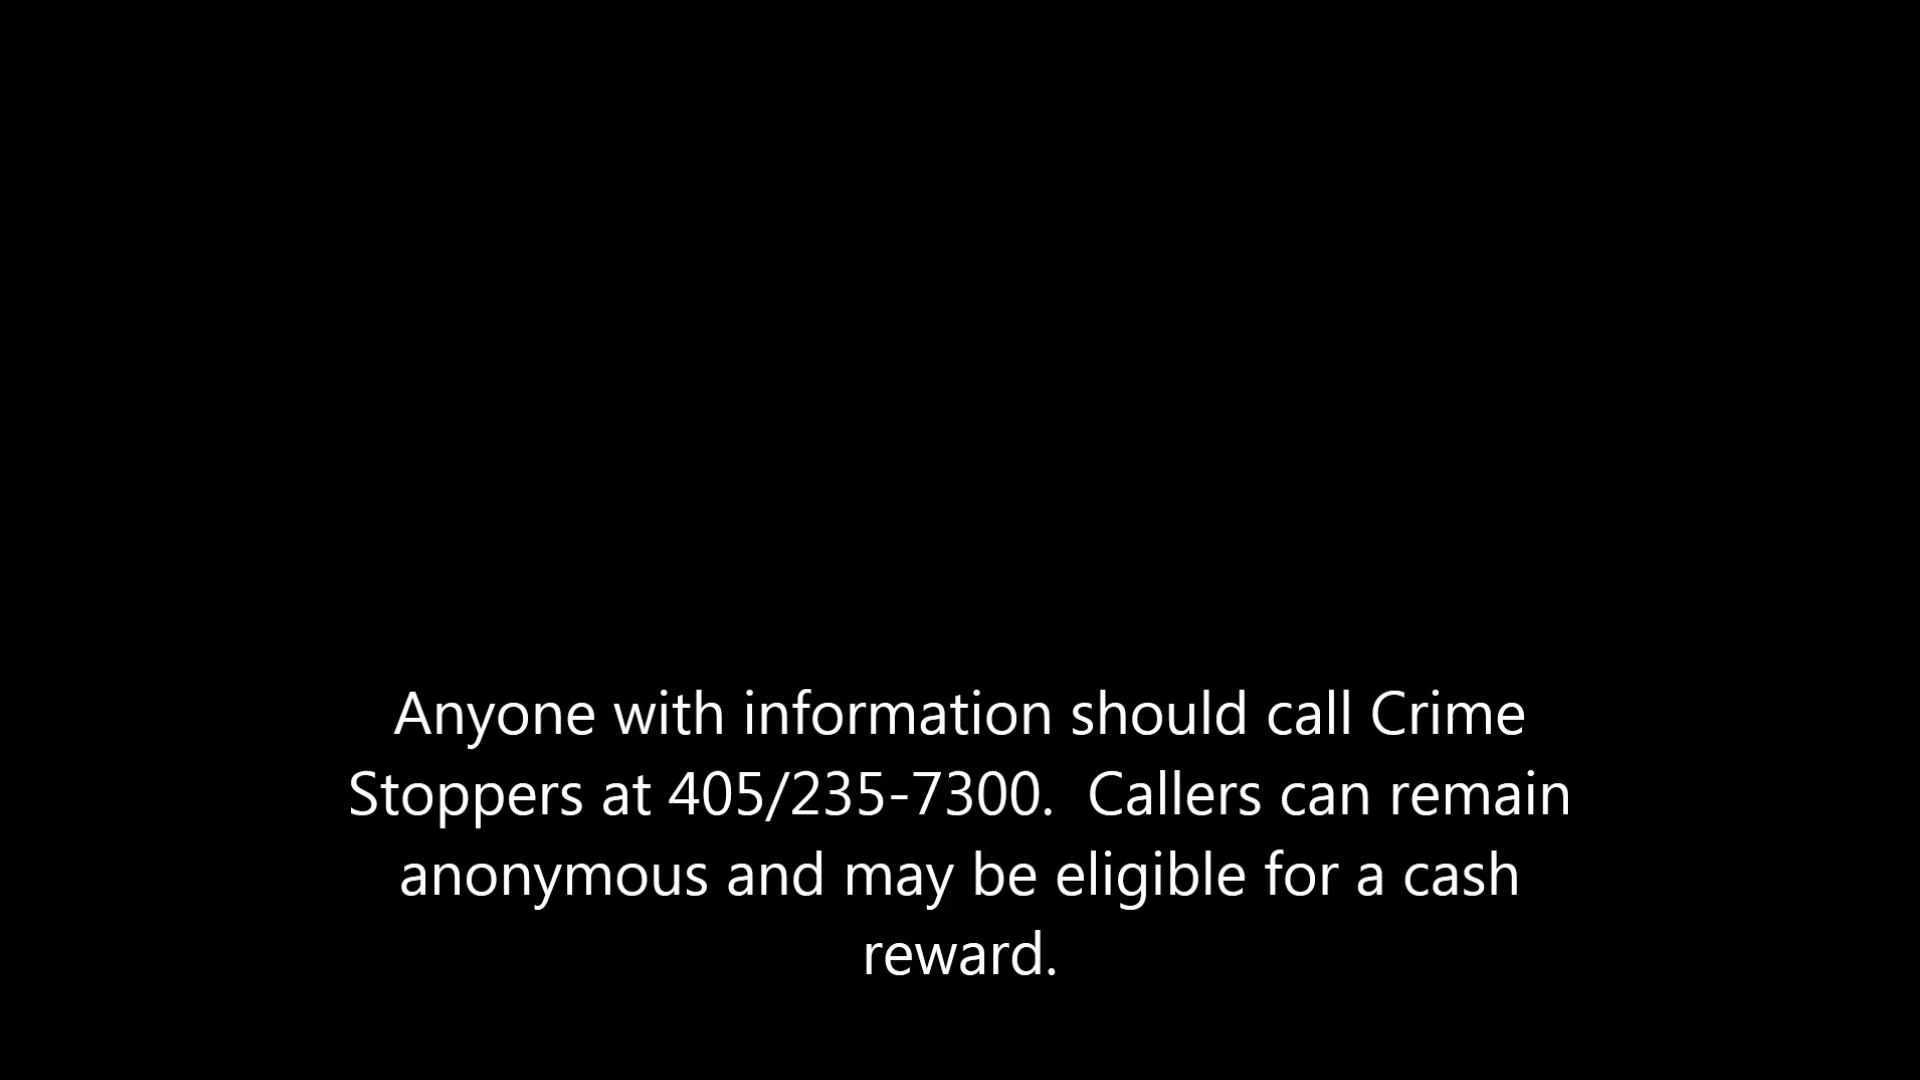 Anyone with information should call Crime
Stoppers at 405/235-7300.  Callers can remain
anonymous and may be eligible for a cash
reward.